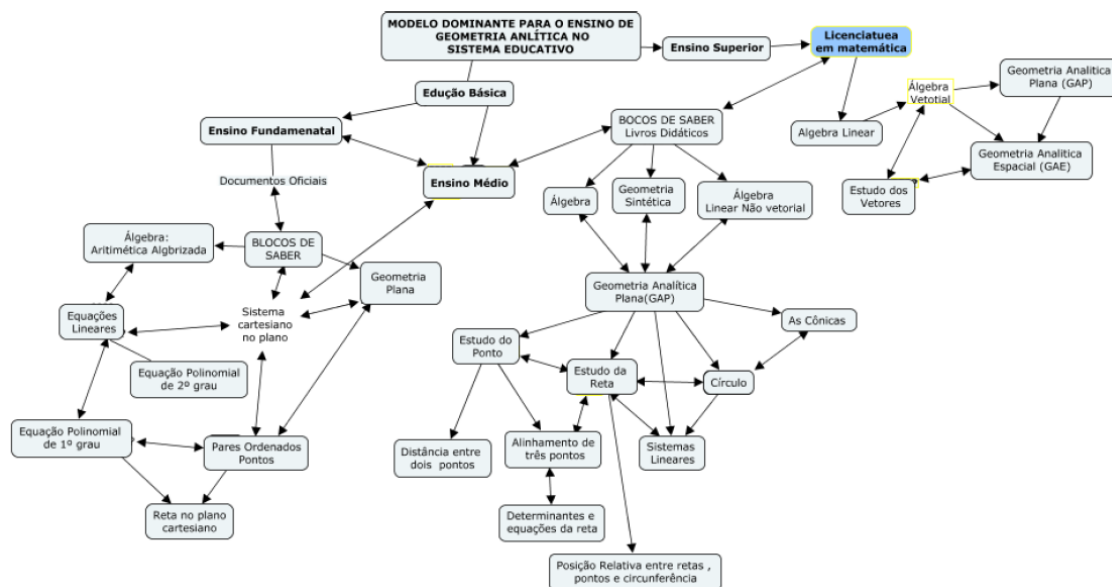 MODELO DOMINANTE PARA O ENSINO DE
GEOMETRIA ANLÍTICA NO
SISTEMA EDUCATIVO
Ensino Superior
Licenciatuea
em matemática
Edução Básica
Ensino Fundamenatal
Ensino Médio
Documentos Oficiais
BLOCOS DE
SABER
Álgebra:
Aritimética Algbrizada
Geometria
Plana
Equações
Lineares
Sistema
cartesiano
no plano
Equação Polinomial
de 2º grau
Equação Polinomial
de 1º grau
Pares Ordenados
Pontos
Reta no plano
cartesiano
BOCOS DE SABER
Livros Didáticos
Álgebra
Geometria
Sintética
Álgebra
Linear Não vetorial
Geometria Analítica
Plana(GAP)
Estudo do
Ponto
Estudo da
Reta
Círculo
As Cônicas
Distância entre
dois pontos
Alinhamento de
três pontos
Sistemas
Lineares
Determinantes e
equações da reta
Posição Relativa entre retas ,
pontos e circunferência
Algebra Linear
Álgebra
Vetotial
Geometria Analitica
Plana (GAP)
Geometria Analitica
Espacial (GAE)
Estudo dos
Vetores